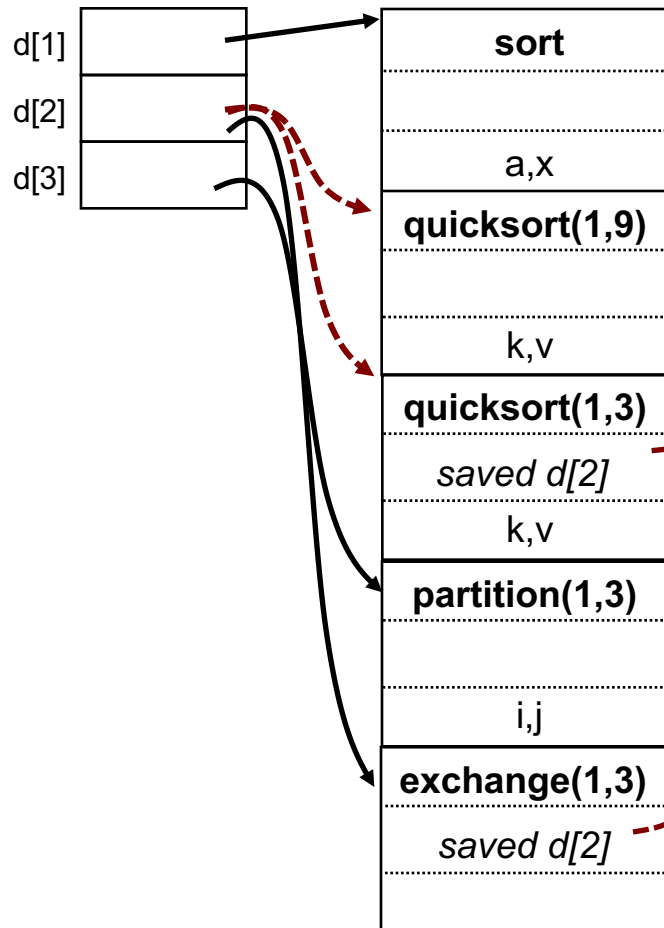 d[1]
d[2]
d[3]
sort
a,x
quicksort(1,9)
k,v
quicksort(1,3)
saved d[2]
k,v
partition(1,3)
i,j
exchange(1,3)
saved d[2]